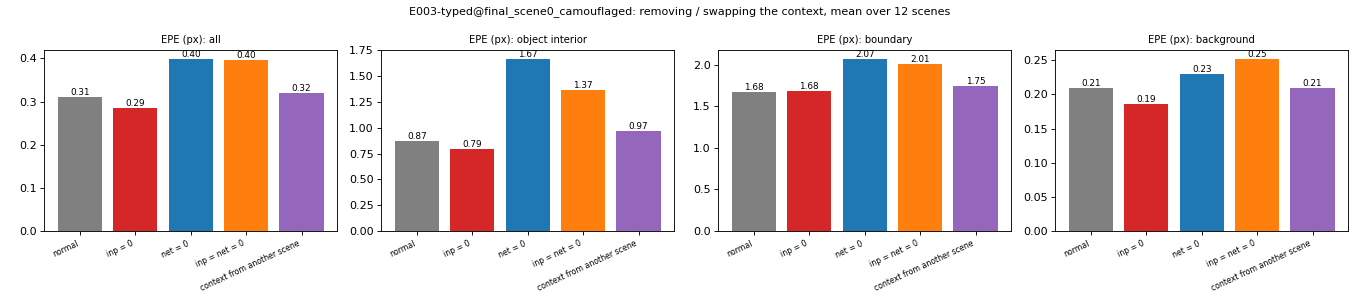 E003-typed@final_scene0_camouflaged: removing / swapping the context, mean over 12 scenes
EPE (px): all
0.4
0.3
0.2
0.1
0.0
0.31
0.29
0.40
0.40
0.32
normal
inp = 0
net = 0
inp = net = 0
context from another scene
EPE (px): object interior
1.75
1.50
1.25
1.00
0.75
0.50
0.25
0.00
0.87
0.79
1.67
1.37
0.97
normal
inp = 0
net = 0
inp = net = 0
context from another scene
EPE (px): boundary
2.0
1.5
1.0
0.5
0.0
1.68
1.68
2.07
2.01
1.75
normal
inp = 0
net = 0
inp = net = 0
context from another scene
EPE (px): background
0.25
0.20
0.15
0.10
0.05
0.00
0.21
0.19
0.23
0.25
0.21
normal
inp = 0
net = 0
inp = net = 0
context from another scene